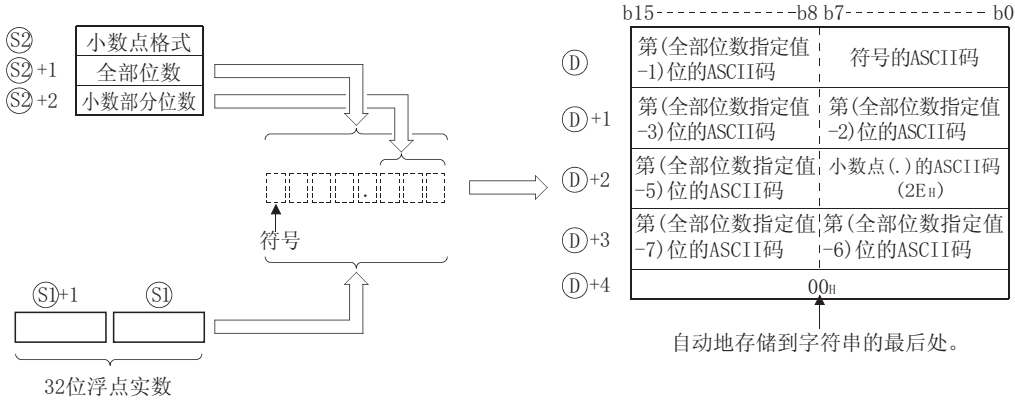 b15 b8 b7 b0
S2 小数点格式
S2+1 全部位数
S2+2 小数部分位数
.
符号
S1+1 S1
32位浮点实数
D 第(全部位数指定值
-1)位的ASCII码
符号的ASCII码
D+1 第(全部位数指定值
-3)位的ASCII码
第(全部位数指定值
-2)位的ASCII码
D+2 第(全部位数指定值
-5)位的ASCII码
小数点(.)的ASCII码
(2EH)
D+3 第(全部位数指定值
-7)位的ASCII码
第(全部位数指定值
-6)位的ASCII码
D+4 00H
自动地存储到字符串的最后处。